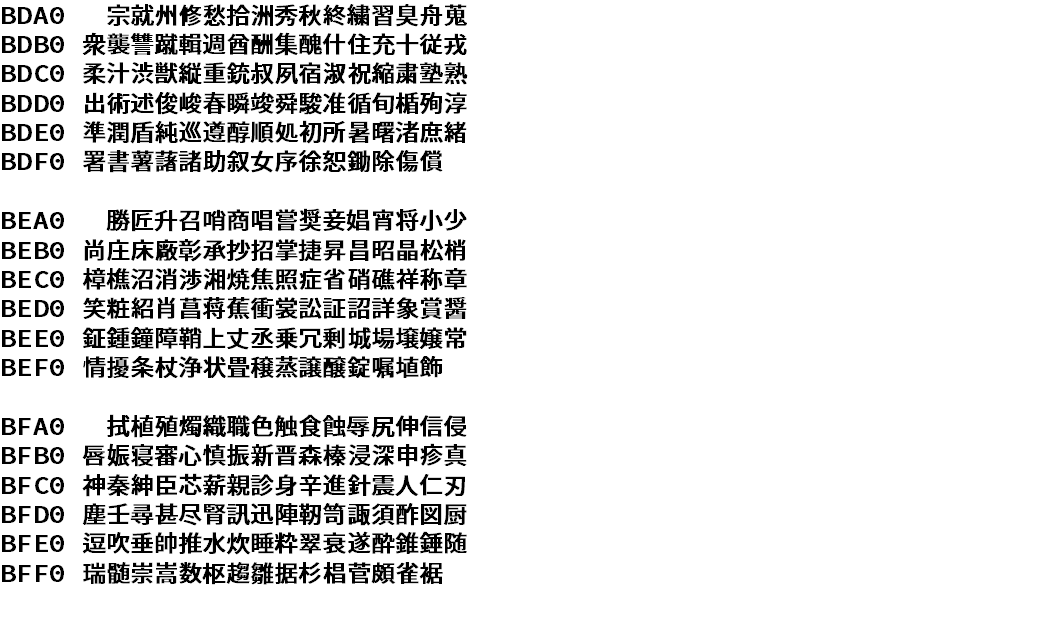 BDA0 　宗就州修愁拾洲秀秋終繍習臭舟蒐
BDB0 衆襲讐蹴輯週酋酬集醜什住充十従戎
BDC0 柔汁渋獣縦重銃叔夙宿淑祝縮粛塾熟
BDD0 出術述俊峻春瞬竣舜駿准循旬楯殉淳
BDE0 準潤盾純巡遵醇順処初所暑曙渚庶緒
BDF0 署書薯藷諸助叙女序徐恕鋤除傷償

BEA0 　勝匠升召哨商唱嘗奨妾娼宵将小少
BEB0 尚庄床廠彰承抄招掌捷昇昌昭晶松梢
BEC0 樟樵沼消渉湘焼焦照症省硝礁祥称章
BED0 笑粧紹肖菖蒋蕉衝裳訟証詔詳象賞醤
BEE0 鉦鍾鐘障鞘上丈丞乗冗剰城場壌嬢常
BEF0 情擾条杖浄状畳穣蒸譲醸錠嘱埴飾

BFA0 　拭植殖燭織職色触食蝕辱尻伸信侵
BFB0 唇娠寝審心慎振新晋森榛浸深申疹真
BFC0 神秦紳臣芯薪親診身辛進針震人仁刃
BFD0 塵壬尋甚尽腎訊迅陣靭笥諏須酢図厨
BFE0 逗吹垂帥推水炊睡粋翠衰遂酔錐錘随
BFF0 瑞髄崇嵩数枢趨雛据杉椙菅頗雀裾